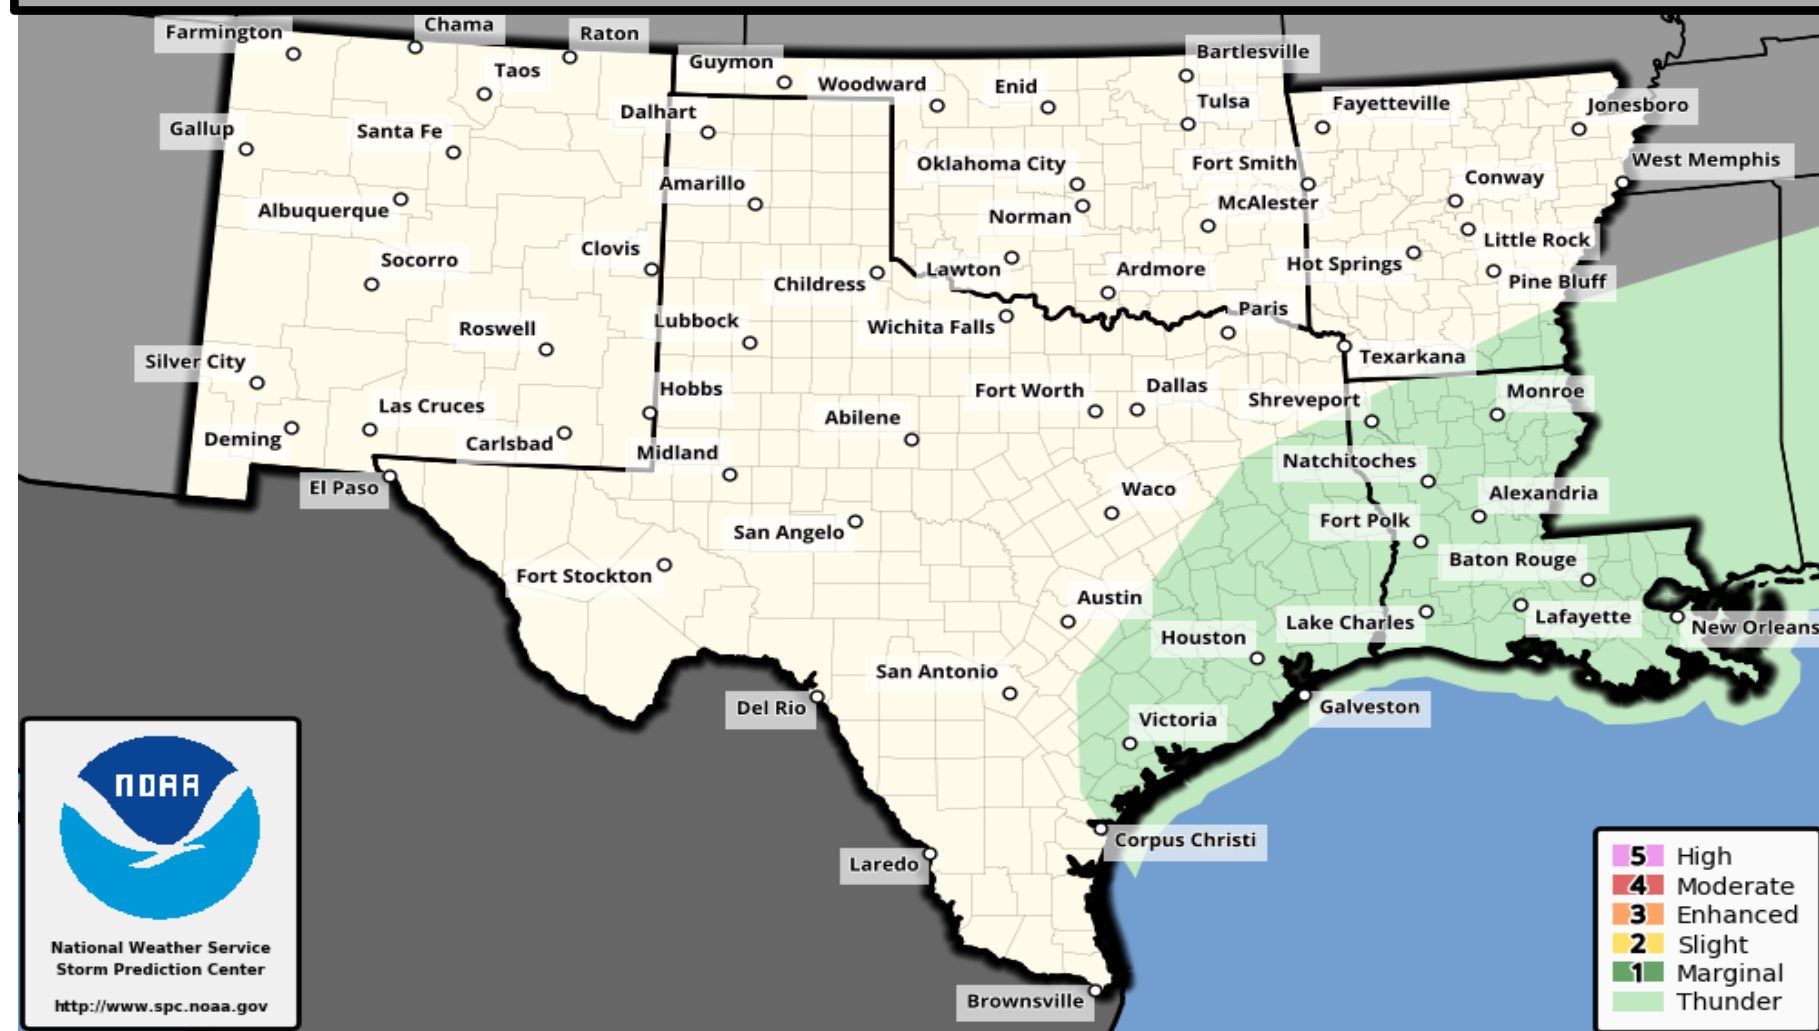 Farmington
Chama
Raton
Taos
Guymon
Woodward
Enid
Bartlesville
Tulsa
Fayetteville
Jonesboro
Gallup
Santa Fe
Dalhart
Oklahoma City
Fort Smith
Conway
West Memphis
Albuquerque
Amarillo
Norman
McAlester
Little Rock
Socorro
Clovis
Childress
Lawton
Ardmore
Hot Springs
Pine Bluff
Roswell
Lubbock
Wichita Falls
Paris
Texarkana
Silver City
Las Cruces
Hobbs
Abilene
Fort Worth
Dallas
Shreveport
Monroe
Deming
Carlsbad
Midland
Natchitoches
El Paso
San Angelo
Waco
Fort Polk
Alexandria
Fort Stockton
Austin
Baton Rouge
Houston
Lake Charles
Lafayette
New Orleans
Del Rio
San Antonio
Victoria
Galveston
Laredo
Corpus Christi
Brownsville
NOAA
National Weather Service
Storm Prediction Center
http://www.spc.noaa.gov
5 High
4 Moderate
3 Enhanced
2 Slight
1 Marginal
Thunder